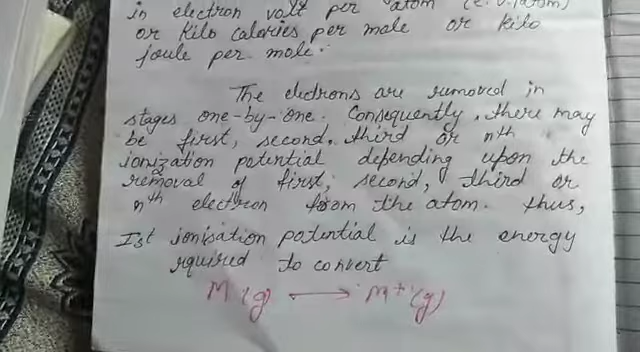 in electron volt per atom (e.v./atom)
or Kilo calories per mole or kilo
joule per mole.
The electrons are removed in
stages one-by-one. Consequently, there may
be first, second, third or nth
ionization potential depending upon the
removal of first, second, third or
nth electron from the atom. thus,
Ist ionisation potential is the energy
required to convert
M(g) → M+(g)